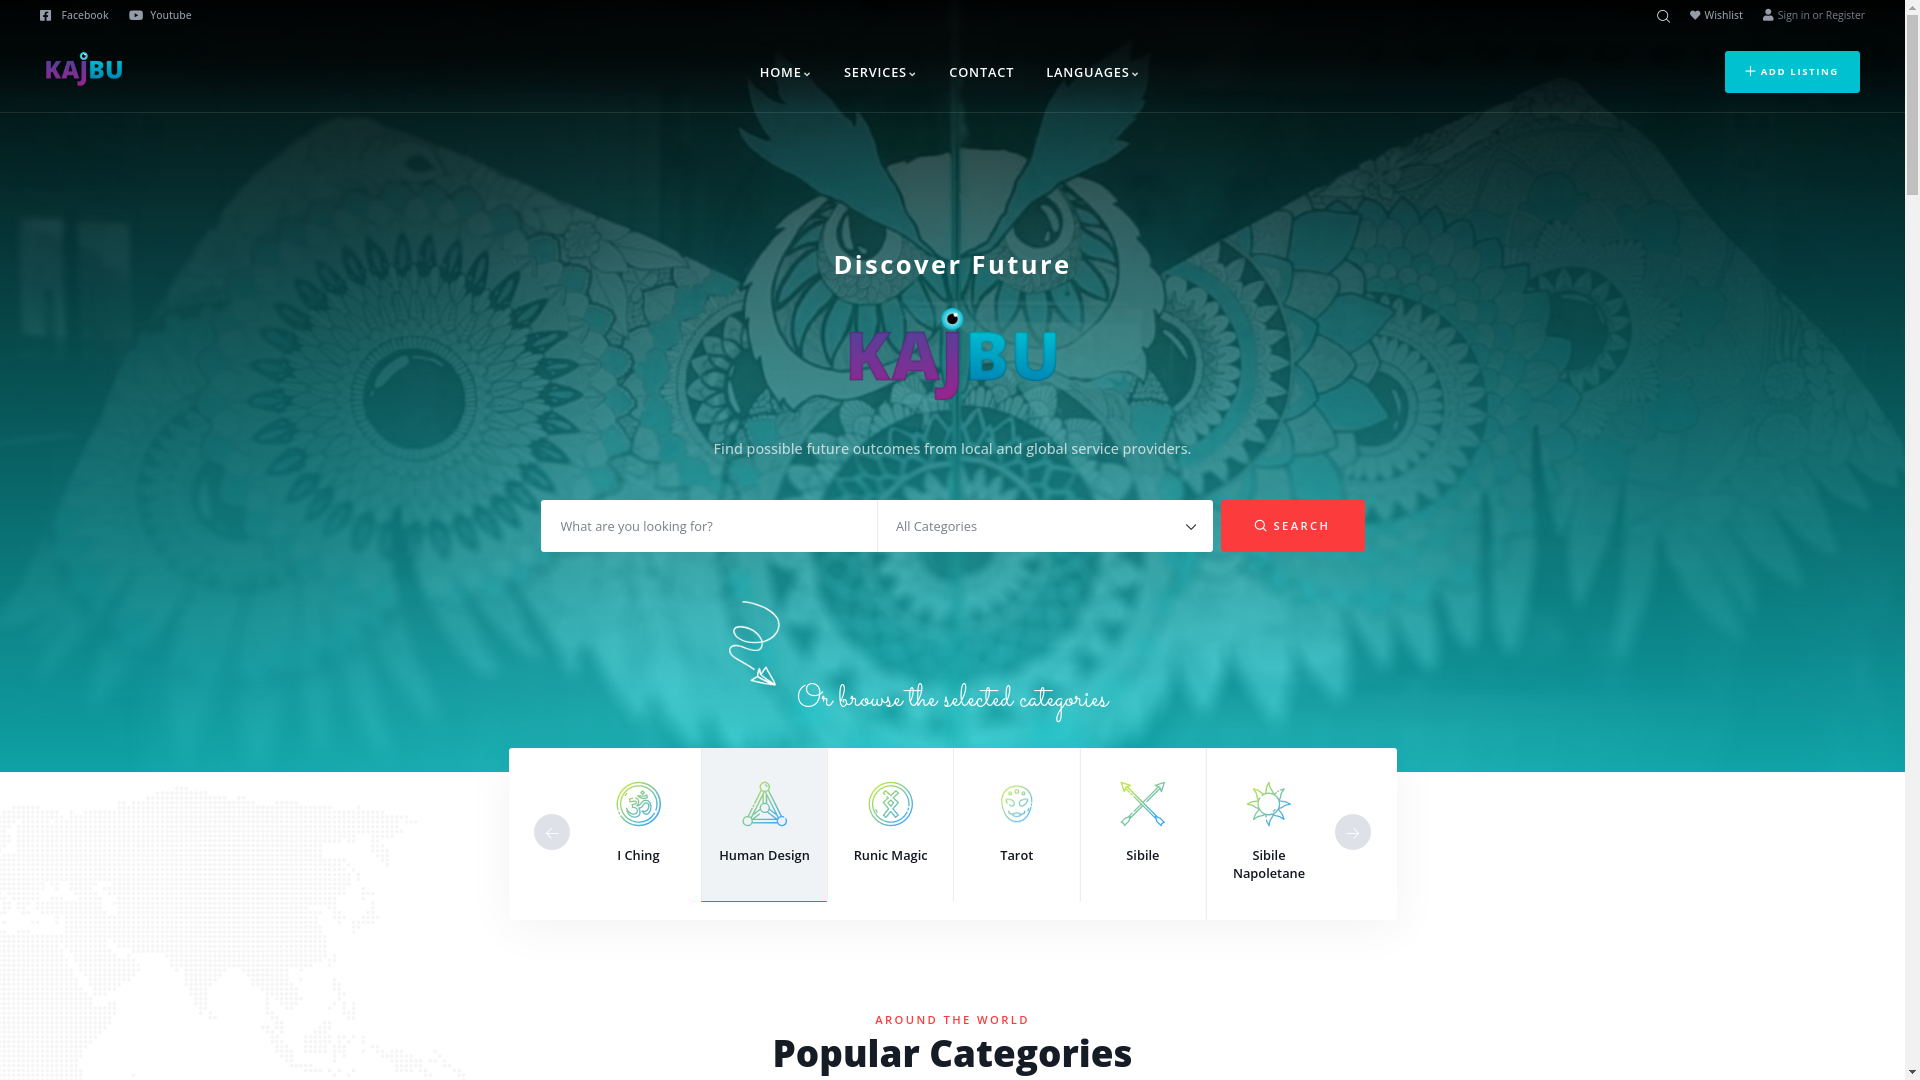 Facebook
Youtube
Wishlist
Sign in or Register
KAJBU
HOME
SERVICES
CONTACT
LANGUAGES
ADD LISTING
Discover Future
KAJBU
Find possible future outcomes from local and global service providers.
What are you looking for?
All Categories
SEARCH
Or browse the selected categories
I Ching
Human Design
Runic Magic
Tarot
Sibile
Sibile
Napoletane
AROUND THE WORLD
Popular Categories